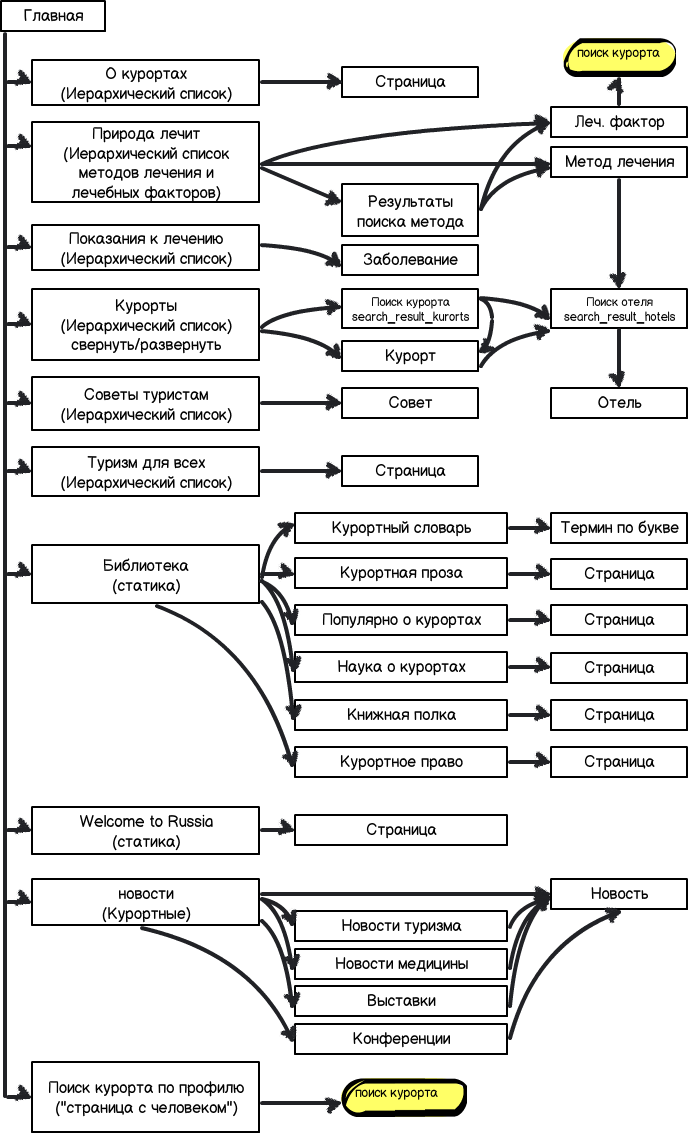 Главная
поиск курорта
О курортах
(Иерархический список)
Страница
Леч. фактор
Природа лечит
(Иерархический список
методов лечения и
лечебных факторов)
Метод лечения
Результаты
поиска метода
Показания к лечению
(Иерархический список)
Заболевание
Курорты
(Иерархический список)
свернуть/развернуть
Поиск курорта
search_result_kurorts
Поиск отеля
search_result_hotels
Курорт
Советы туристам
(Иерархический список)
Совет
Отель
Туризм для всех
(Иерархический список)
Страница
Библиотека
(статика)
Курортный словарь
Термин по букве
Курортная проза
Страница
Популярно о курортах
Страница
Наука о курортах
Страница
Книжная полка
Страница
Курортное право
Страница
Welcome to Russia
(статика)
Страница
новости
(Курортные)
Новость
Новости туризма
Новости медицины
Выставки
Конференции
Поиск курорта по профилю
("страница с человеком")
поиск курорта